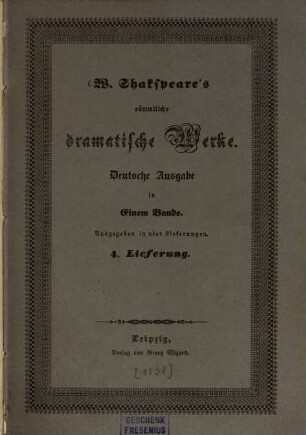 W. Shakspeare's
sämmtliche
dramatische Werke.
Deutsche Ausgabe
in
Einem Bande.
Ausgegeben in vier Lieferungen.
4. Lieferung.
Leipzig,
Verlag von Georg Wigand.
[1838]
GESCHENK
FRESENIUS